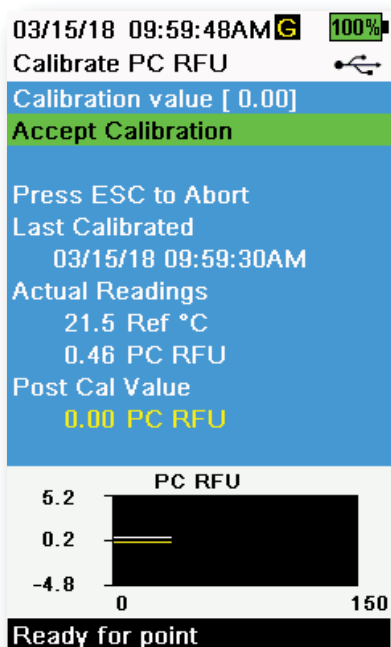 03/15/18 09:59:48AM G 100%
Calibrate PC RFU
Calibration value [ 0.00]
Accept Calibration
Press ESC to Abort
Last Calibrated
03/15/18 09:59:30AM
Actual Readings
21.5 Ref °C
0.46 PC RFU
Post Cal Value
0.00 PC RFU
PC RFU
5.2
0.2
-4.8
0 150
Ready for point